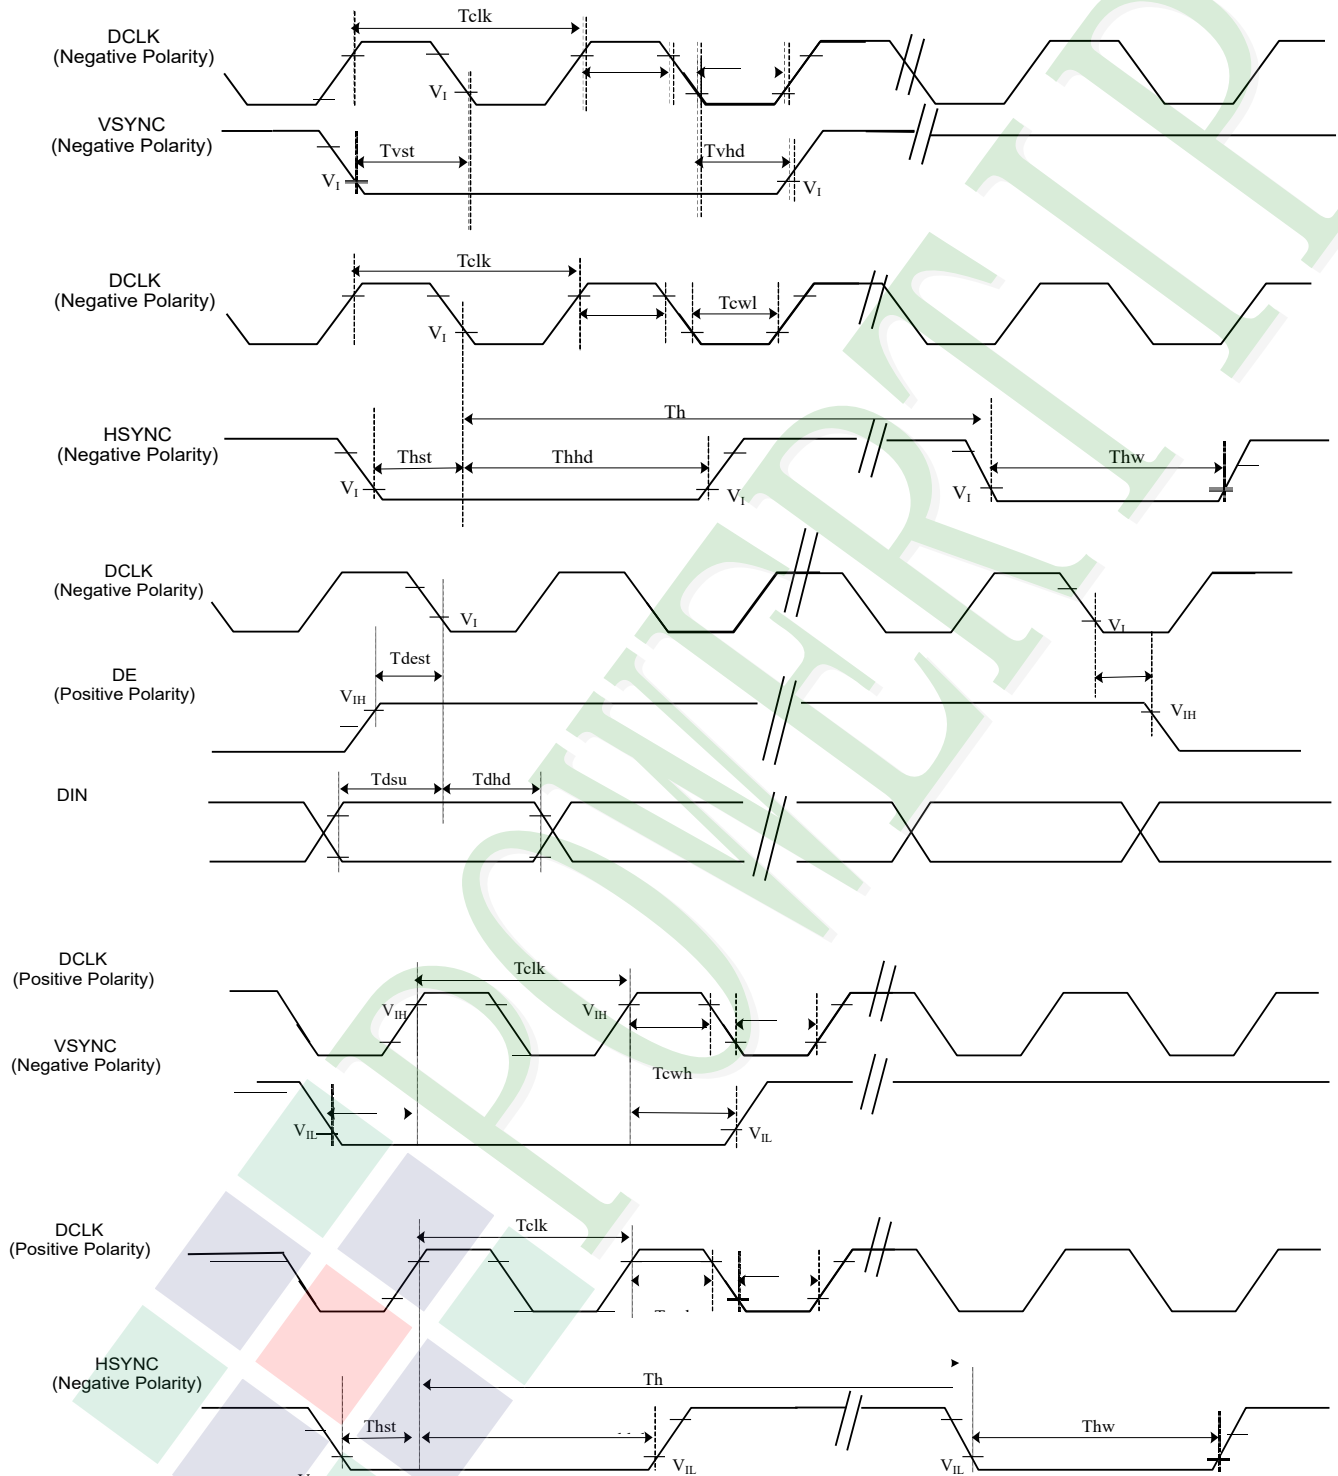 Tclk
DCLK
(Negative Polarity)
VI
VSYNC
(Negative Polarity)
Tvst
Tvhd
VI
VI
Tclk
DCLK
(Negative Polarity)
Tcwl
VI
HSYNC
(Negative Polarity)
Th
Thst
Thhd
Thw
VI
VI
VI
DCLK
(Negative Polarity)
VI
VI
DE
(Positive Polarity)
Tdest
VIH
VIH
DIN
Tdsu
Tdhd
DCLK
(Positive Polarity)
Tclk
VIH
VIH
VSYNC
(Negative Polarity)
Tcwh
VIL
VIL
DCLK
(Positive Polarity)
Tclk
HSYNC
(Negative Polarity)
Th
Thst
Thw
VIL
VIL
POWERTIP